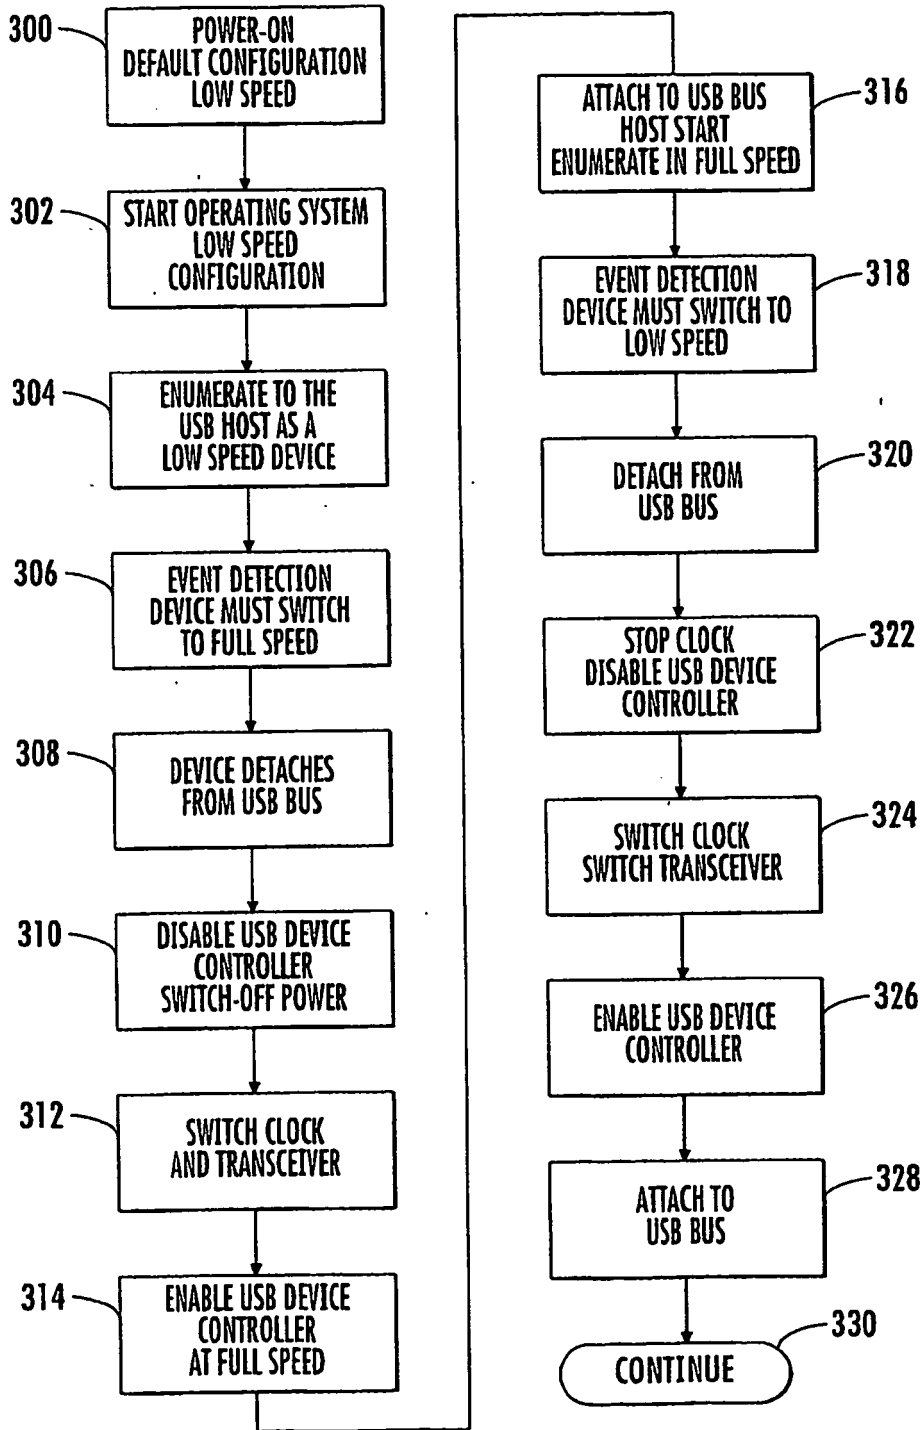 300
POWER-ON
DEFAULT CONFIGURATION
LOW SPEED
302
START OPERATING SYSTEM
LOW SPEED
CONFIGURATION
304
ENUMERATE TO THE
USB HOST AS A
LOW SPEED DEVICE
306
EVENT DETECTION
DEVICE MUST SWITCH
TO FULL SPEED
308
DEVICE DETACHES
FROM USB BUS
310
DISABLE USB DEVICE
CONTROLLER
SWITCH-OFF POWER
312
SWITCH CLOCK
AND TRANSCEIVER
314
ENABLE USB DEVICE
CONTROLLER
AT FULL SPEED
316
ATTACH TO USB BUS
HOST START
ENUMERATE IN FULL SPEED
318
EVENT DETECTION
DEVICE MUST SWITCH TO
LOW SPEED
320
DETACH FROM
USB BUS
322
STOP CLOCK
DISABLE USB DEVICE
CONTROLLER
324
SWITCH CLOCK
SWITCH TRANSCEIVER
326
ENABLE USB DEVICE
CONTROLLER
328
ATTACH TO
USB BUS
330
CONTINUE